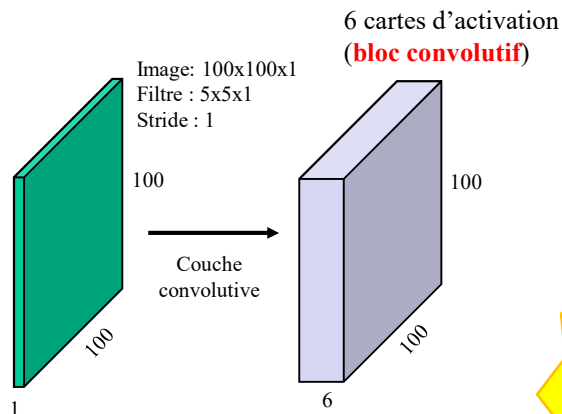 6 cartes d’activation
(bloc convolutif)
Image: 100x100x1
Filtre : 5x5x1
Stride : 1
100
100
1
Couche
convolutive
100
100
6